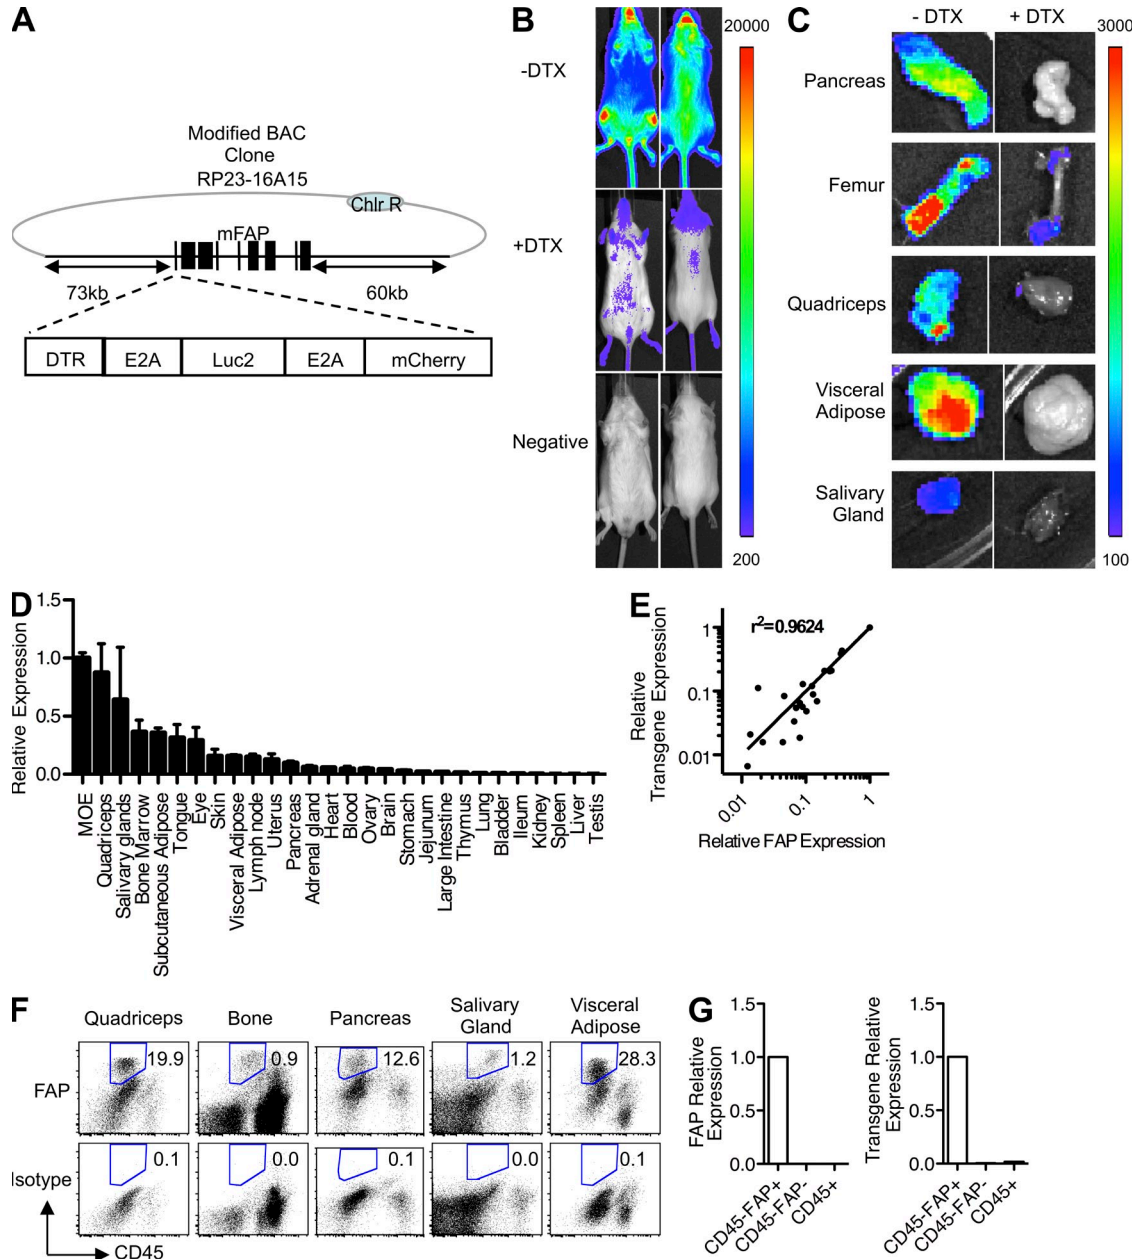 A
Modified BAC
Clone
RP23-16A15
Chlr R
mFAP
73kb
60kb
DTR
E2A
Luc2
E2A
mCherry
B
-DTX
+DTX
Negative
20000
200
C
- DTX
+ DTX
Pancreas
Femur
Quadriceps
Visceral
Adipose
Salivary
Gland
3000
100
D
Relative Expression
1.5
1.0
0.5
0.0
MOE
Quadriceps
Salivary glands
Bone Marrow
Subcutaneous Adipose
Tongue
Eye
Skin
Visceral Adipose
Lymph node
Uterus
Pancreas
Adrenal gland
Heart
Blood
Ovary
Brain
Stomach
Jejunum
Large Intestine
Thymus
Lung
Bladder
Ileum
Kidney
Spleen
Liver
Testis
E
r2=0.9624
Relative
Transgene Expression
1
0.1
0.01
0.01
0.1
1
Relative FAP Expression
F
Quadriceps
Bone
Pancreas
Salivary
Gland
Visceral
Adipose
FAP
19.9
0.9
12.6
1.2
28.3
Isotype
0.1
0.0
0.1
0.0
0.1
CD45
G
FAP Relative
Expression
1.5
1.0
0.5
0.0
CD45-FAP+
CD45-FAP-
CD45+
Transgene Relative
Expression
1.5
1.0
0.5
0.0
CD45-FAP+
CD45-FAP-
CD45+